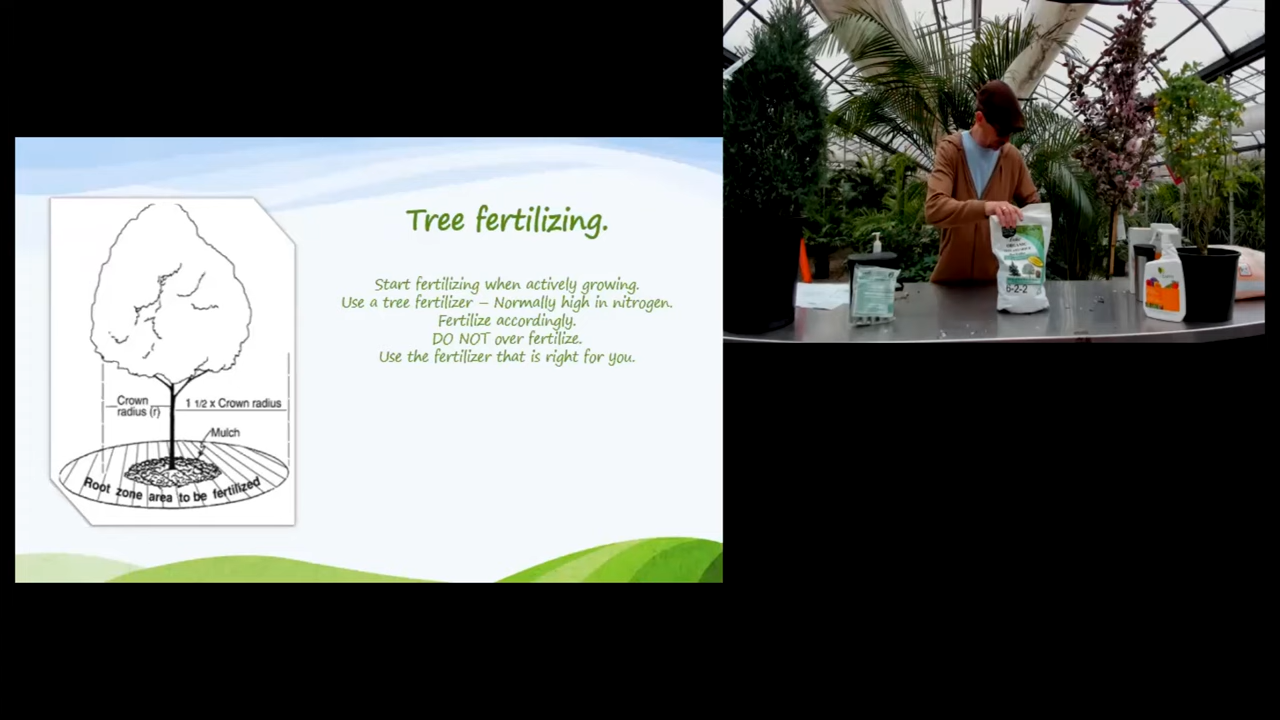 Tree fertilizing.
Start fertilizing when actively growing.
Use a tree fertilizer – Normally high in nitrogen.
Fertilize accordingly.
DO NOT over fertilize.
Use the fertilizer that is right for you.
Crown
radius (r)
1 1/2 x Crown radius
Mulch
Root zone area to be fertilized
6-2-2